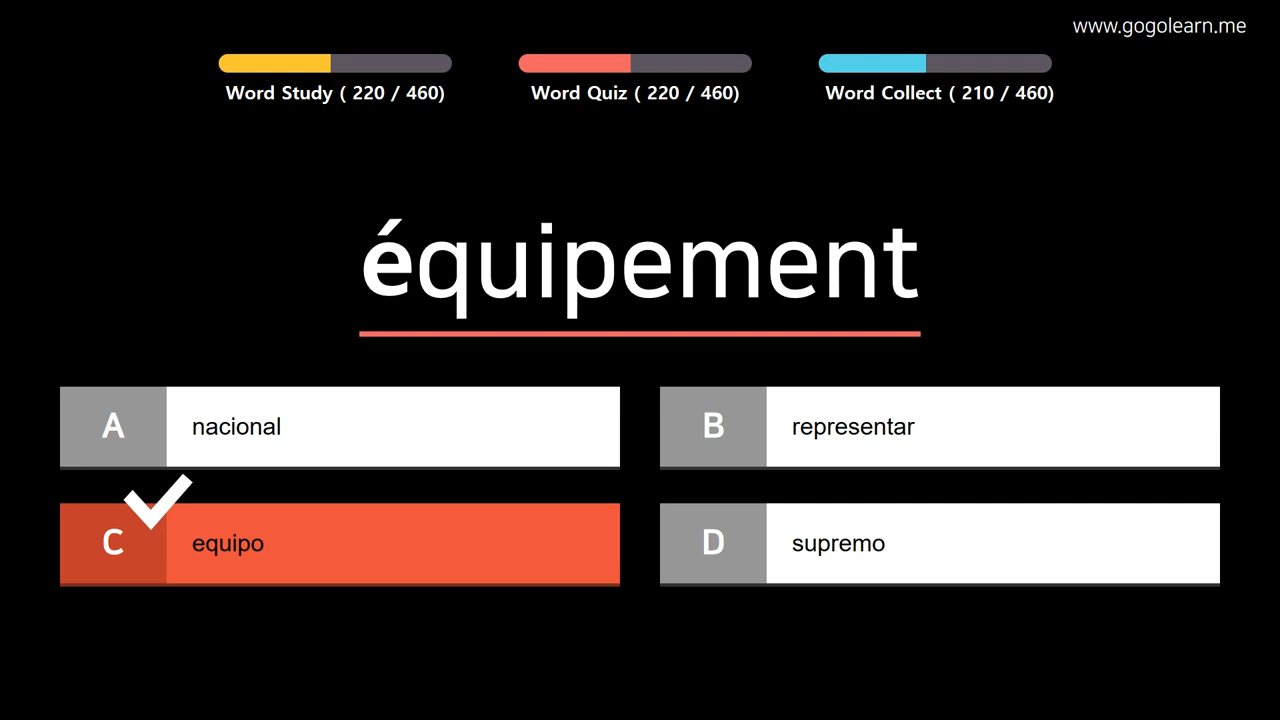 www.gogolearn.me
Word Study ( 220 / 460)
Word Quiz ( 220 / 460)
Word Collect ( 210 / 460)
équipement
A nacional
B representar
C equipo
D supremo